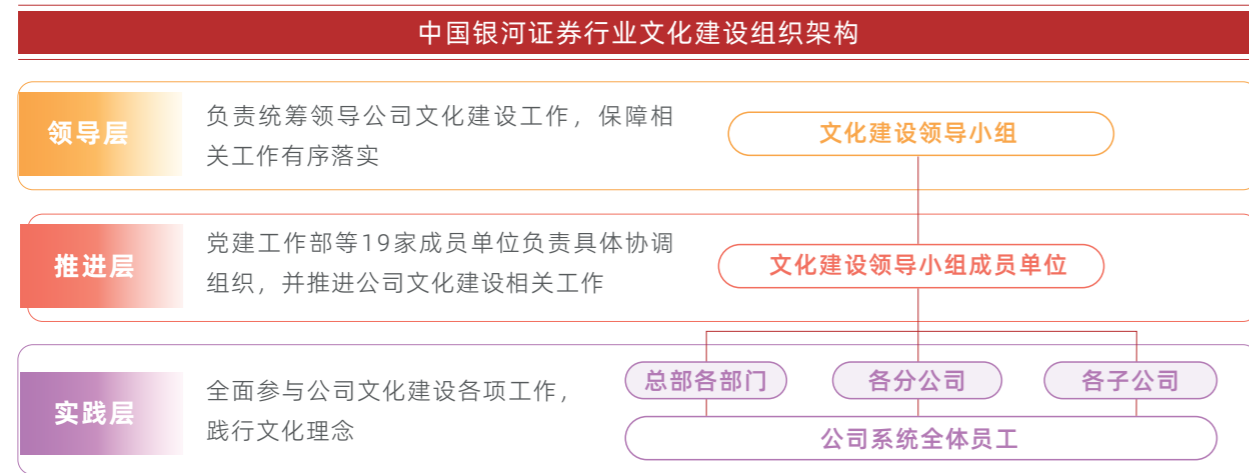 中国银河证券行业文化建设组织架构
领导层
负责统筹领导公司文化建设工作，保障相
关工作有序落实
文化建设领导小组
推进层
党建工作部等19家成员单位负责具体协调
组织，并推进公司文化建设相关工作
文化建设领导小组成员单位
实践层
全面参与公司文化建设各项工作，
践行文化理念
总部各部门
各分公司
各子公司
公司系统全体员工